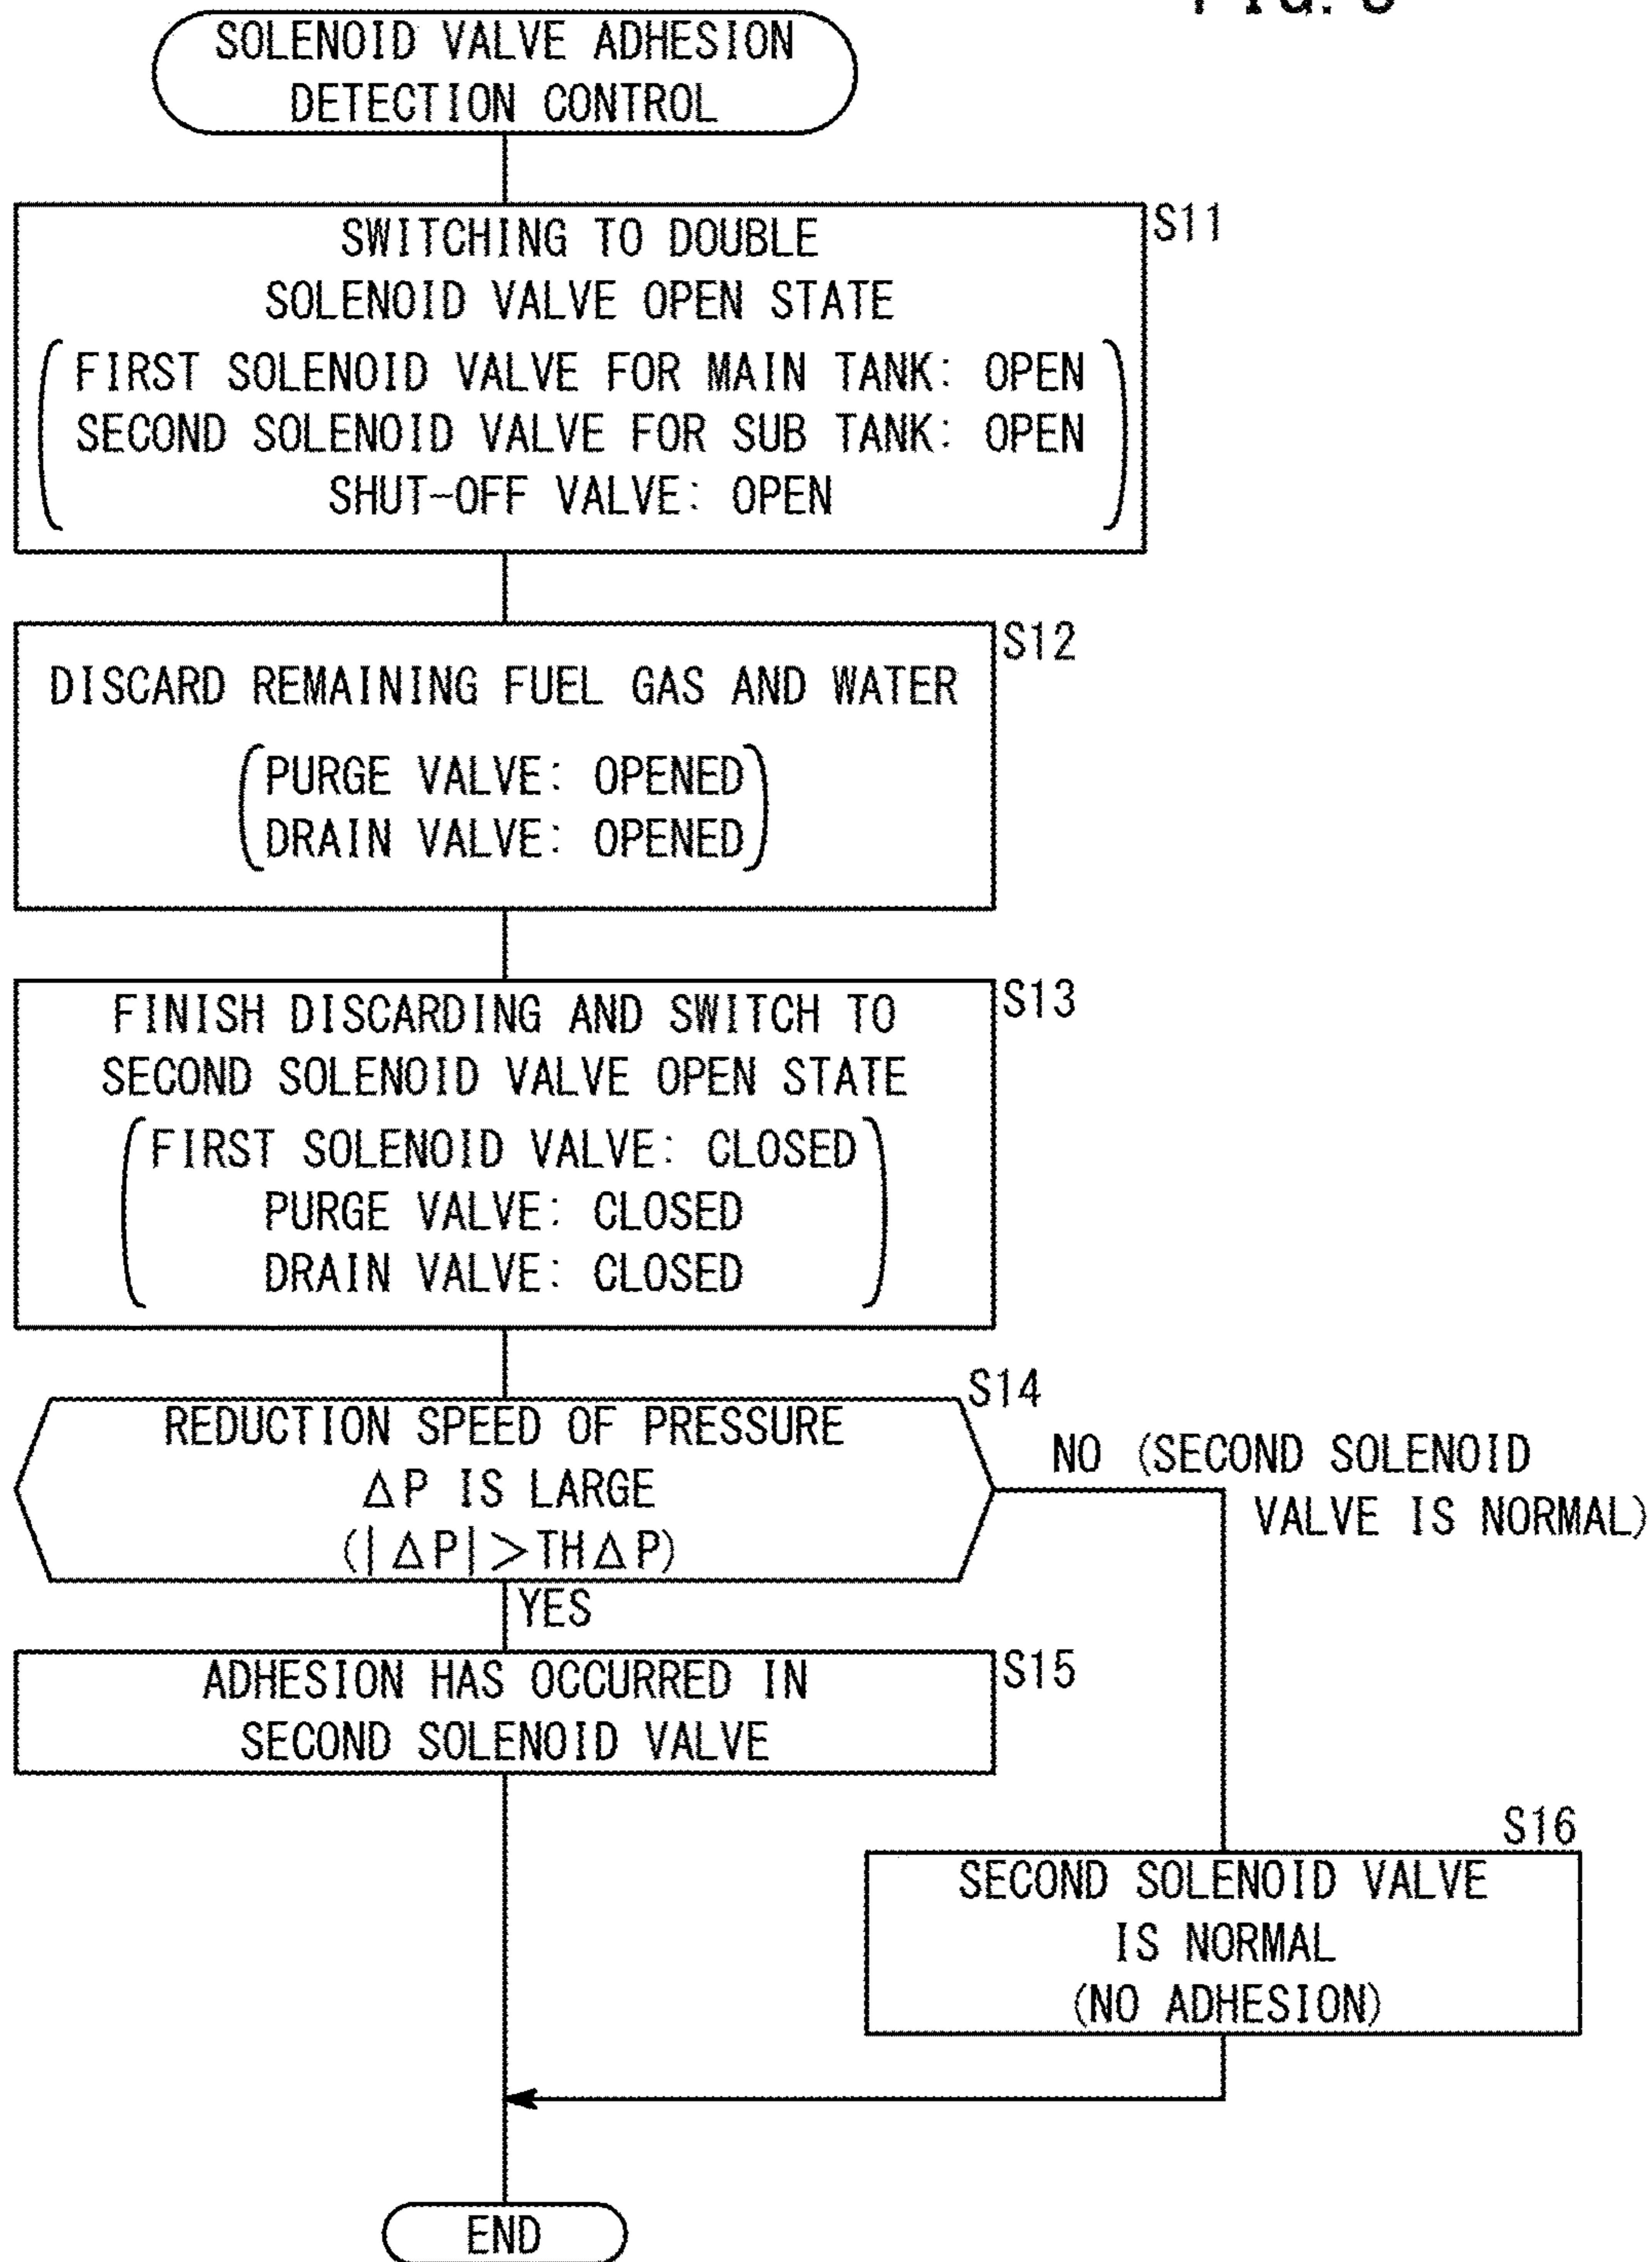 SOLENOID VALVE ADHESION
DETECTION CONTROL
SWITCHING TO DOUBLE
SOLENOID VALVE OPEN STATE
FIRST SOLENOID VALVE FOR MAIN TANK: OPEN
SECOND SOLENOID VALVE FOR SUB TANK: OPEN
SHUT-OFF VALVE: OPEN
S11
DISCARD REMAINING FUEL GAS AND WATER
PURGE VALVE: OPENED
DRAIN VALVE: OPENED
S12
FINISH DISCARDING AND SWITCH TO
SECOND SOLENOID VALVE OPEN STATE
FIRST SOLENOID VALVE: CLOSED
PURGE VALVE: CLOSED
DRAIN VALVE: CLOSED
S13
REDUCTION SPEED OF PRESSURE
ΔP IS LARGE
(|ΔP|>THΔP)
S14
NO (SECOND SOLENOID
VALVE IS NORMAL)
YES
ADHESION HAS OCCURRED IN
SECOND SOLENOID VALVE
S15
S16
SECOND SOLENOID VALVE
IS NORMAL
(NO ADHESION)
END